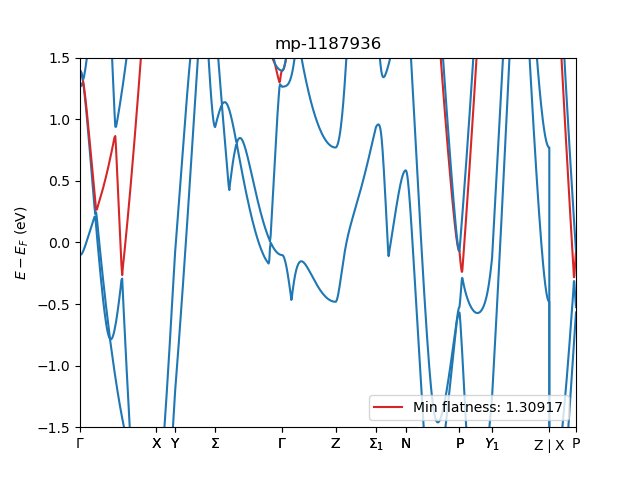 mp-1187936
1.5
1.0
0.5
0.0
−0.5
−1.0
−1.5
E − E_F (eV)
Min flatness: 1.30917
Γ X Y Σ Γ Z Σ₁ N P Y₁ Z | X P